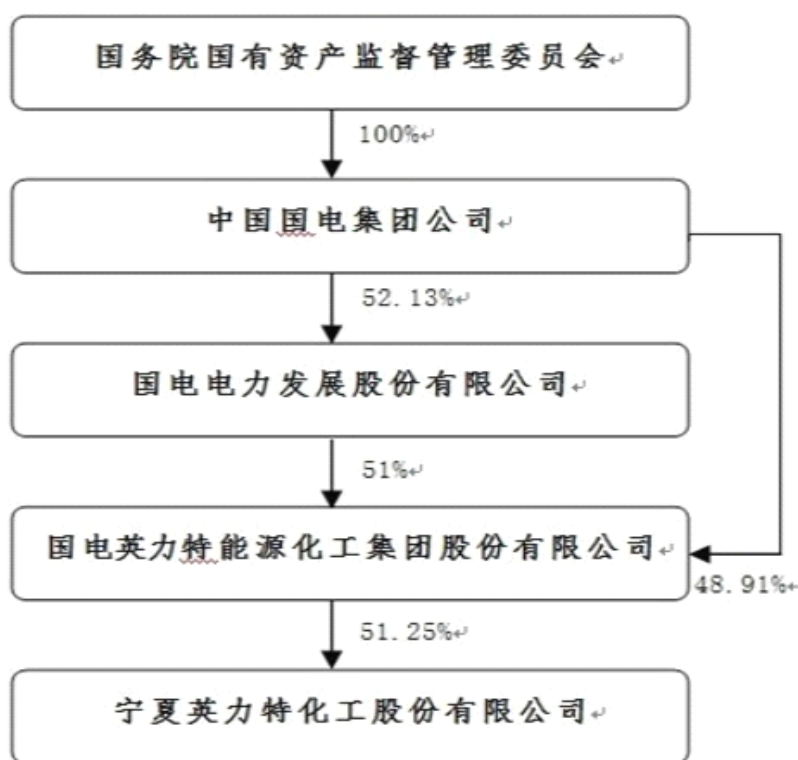 国务院国有资产监督管理委员会
100%
中国国电集团公司
52.13%
国电电力发展股份有限公司
51%
国电英力特能源化工集团股份有限公司
48.91%
51.25%
宁夏英力特化工股份有限公司